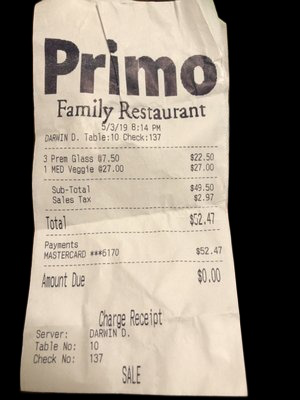 Primo
Family Restaurant
5/3/19 8:14 PM
DARWIN D. Table:10 Check:137
3 Prem Glass @7.50 $22.50
1 MED Veggie @27.00 $27.00
Sub-Total $49.50
Sales Tax $2.97
Total $52.47
Payments
MASTERCARD ***6170 $52.47
Amount Due $0.00
Charge Receipt
Server: DARWIN D.
Table No: 10
Check No: 137
SALE